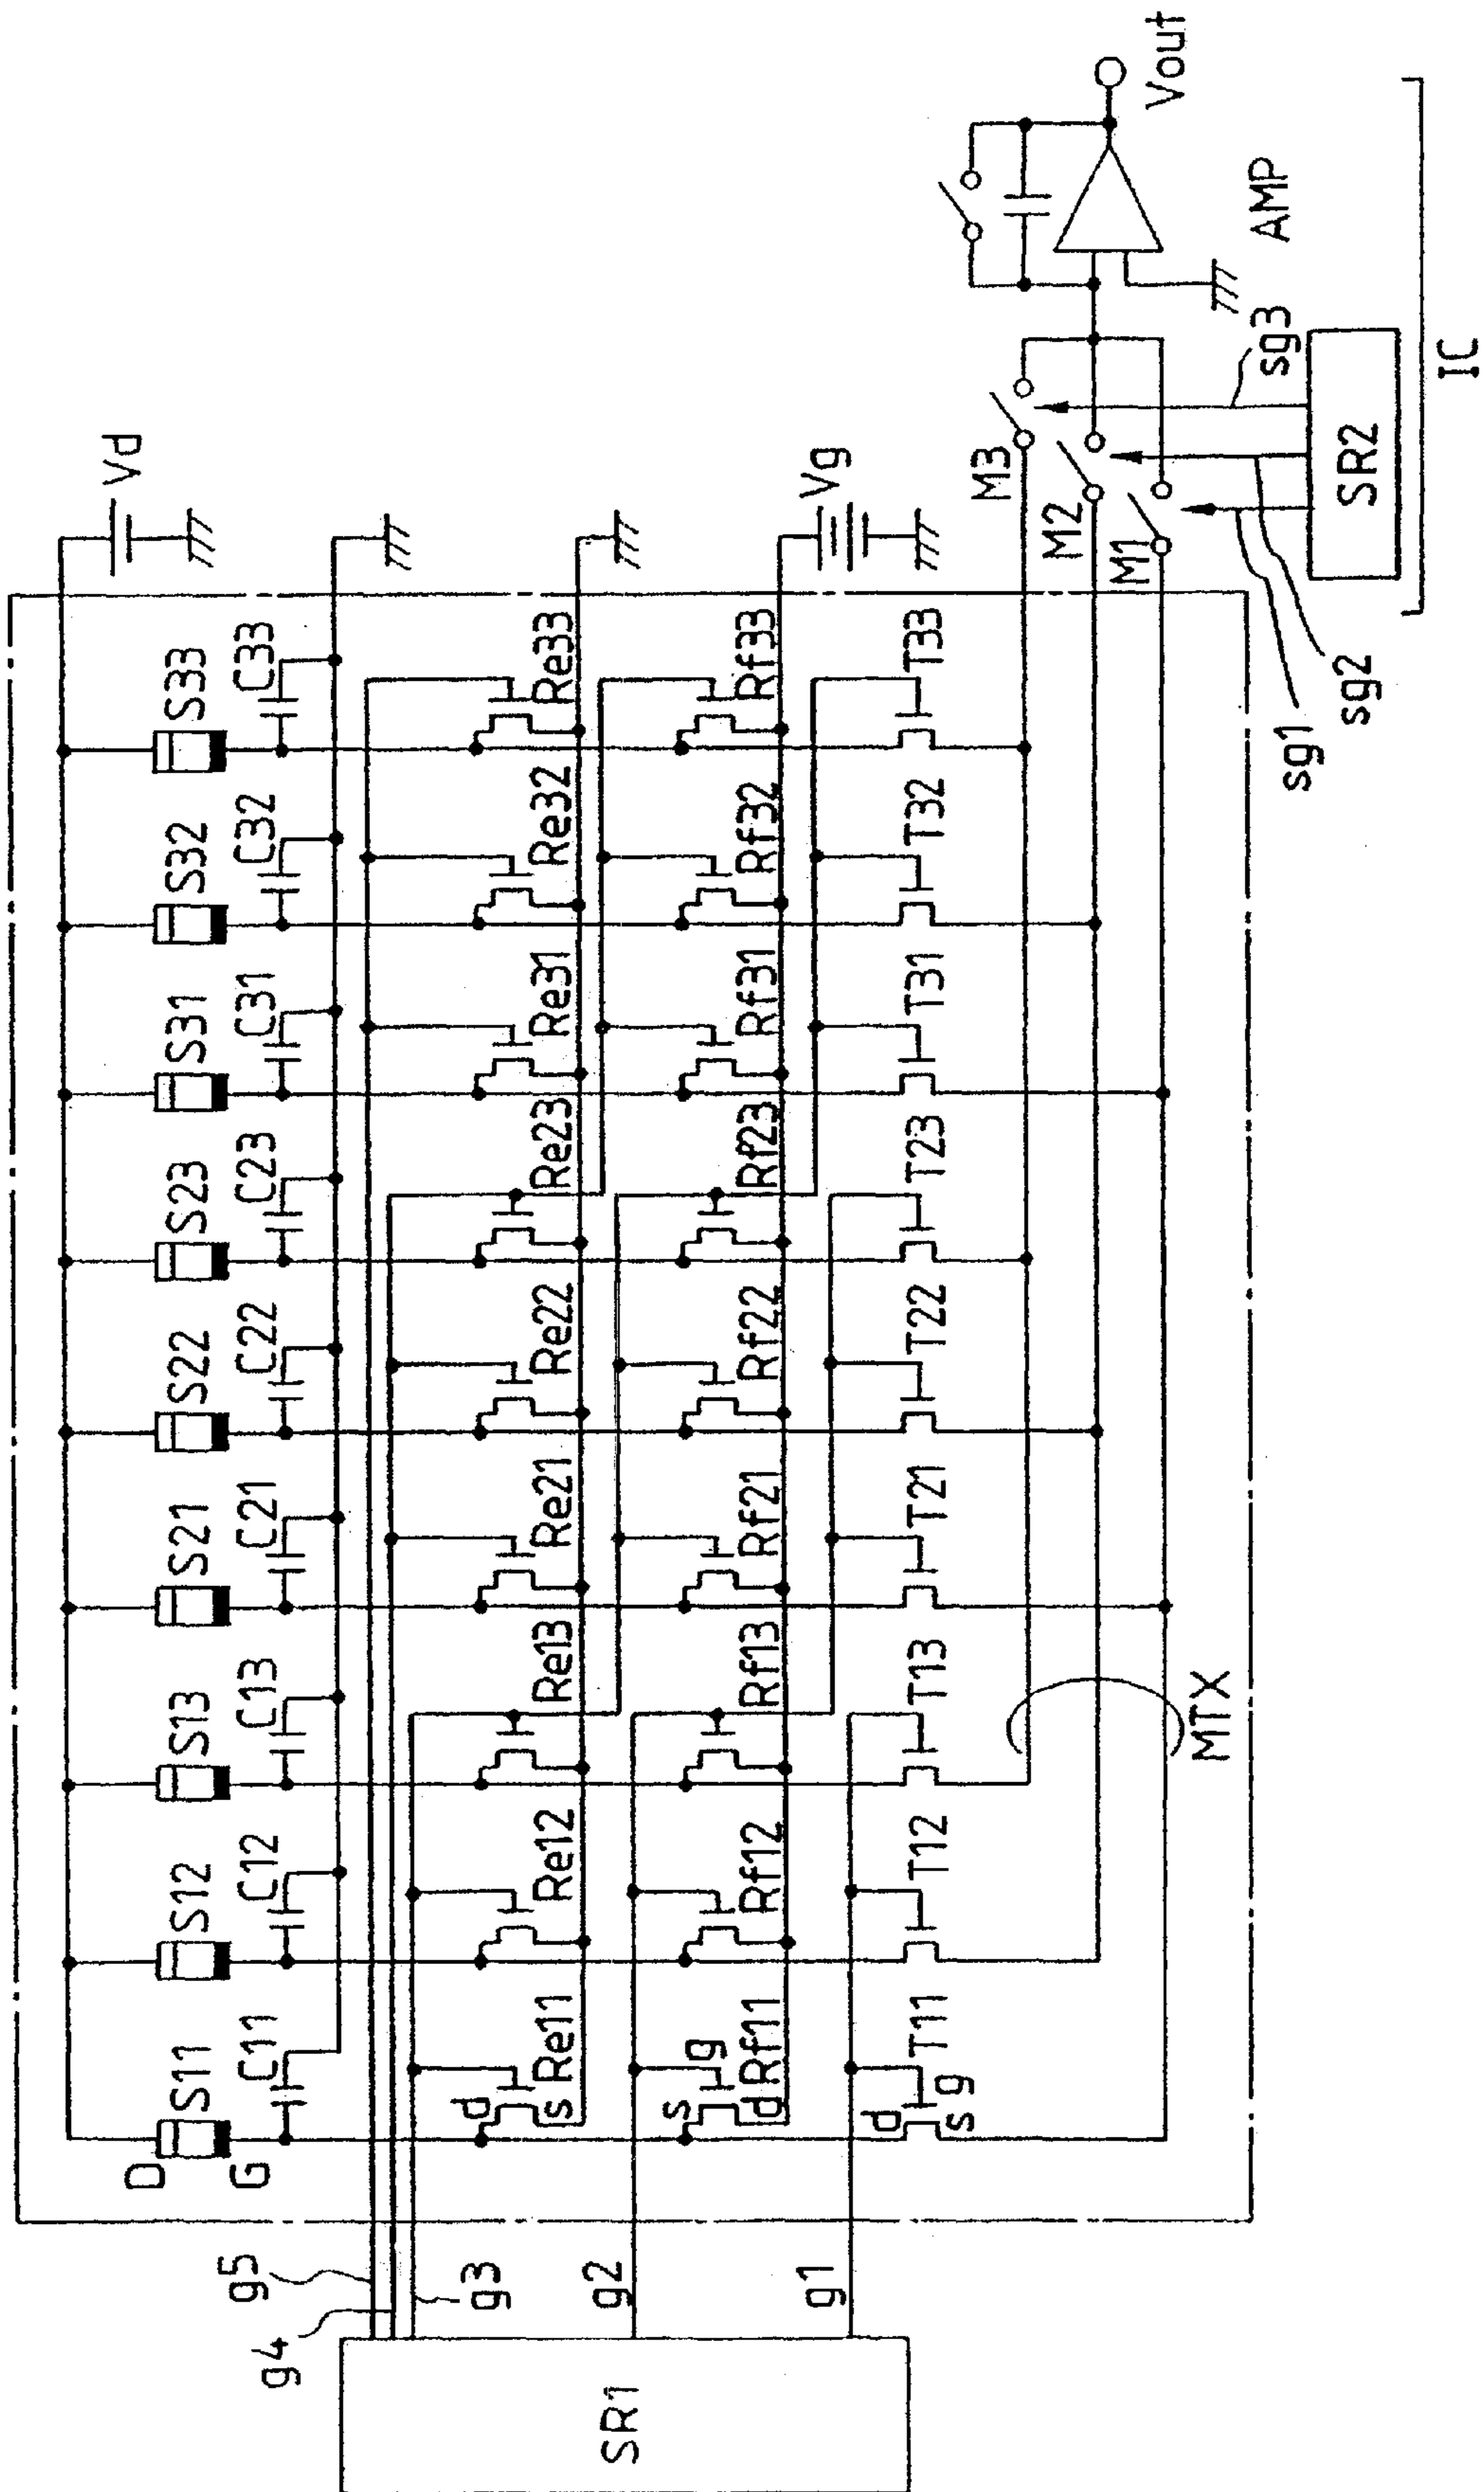 S11 S12 S13 S21 S22 S23 S31 S32 S33
D
Vd
G
C11 C12 C13 C21 C22 C23 C31 C32 C33
g5
g4
g3
d
s
Re11 Re12 Re13 Re21 Re22 Re23 Re31 Re32 Re33
g2
s
g
d
Rf11 Rf12 Rf13 Rf21 Rf22 Rf23 Rf31 Rf32 Rf33
Vg
g1
d
g
s
T11 T12 T13 T21 T22 T23 T31 T32 T33
SR1
MTX
M3
M2
M1
sg1
sg2
sg3
SR2
AMP
Vout
IC